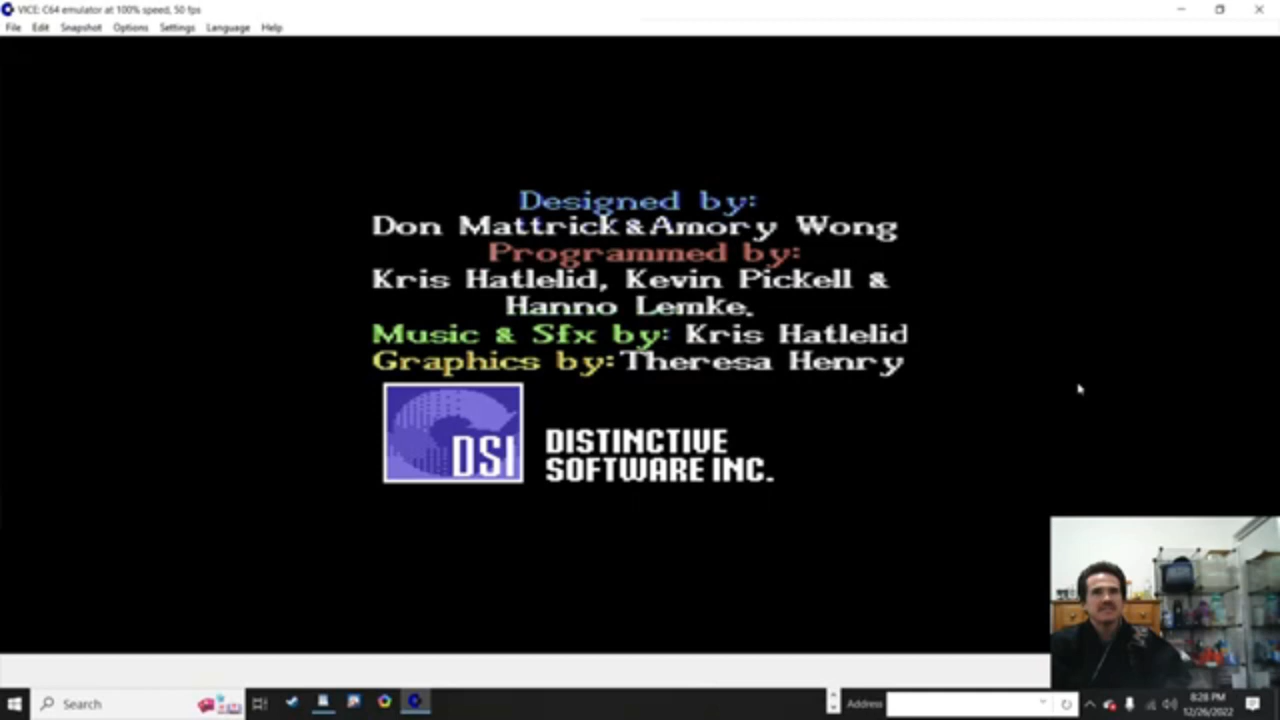 VICE: C64 emulator at 100% speed, 50 fps
File Edit Snapshot Options Settings Language Help
Designed by:
Don Mattrick & Amory Wong
Programmed by:
Kris Hatlelid, Kevin Pickell &
Hanno Lemke.
Music & Sfx by: Kris Hatlelid
Graphics by: Theresa Henry
DSI
DISTINCTIVE
SOFTWARE INC.
Search
Address
8:28 PM
12/26/2022